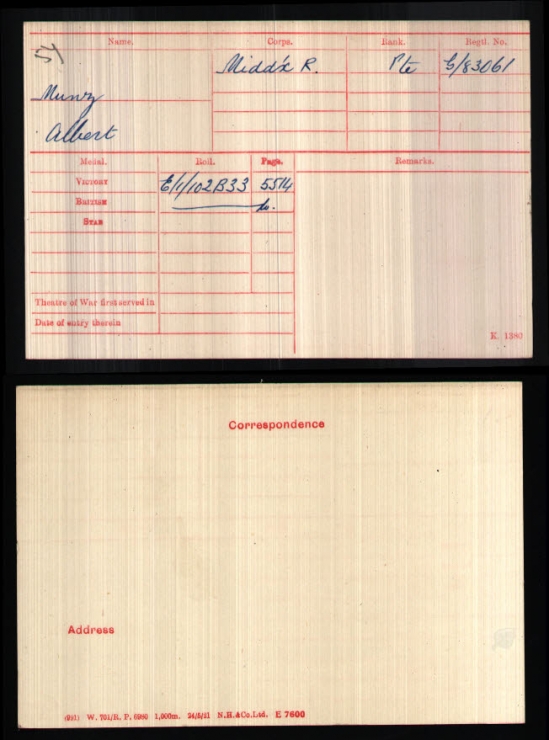 Name. Corps. Rank. Regtl. No.
Midd'x R. Pte G/83061
Munz
Albert
Medal. Roll. Page. Remarks.
VICTORY E/1/102B33 5514
BRITISH do.
STAR
Theatre of War first served in
Date of entry therein
K. 1380
Correspondence
Address
(991) W. 701/R. P. 6980 1,000m. 24/5/21 N.H.&Co.Ltd. E 7600